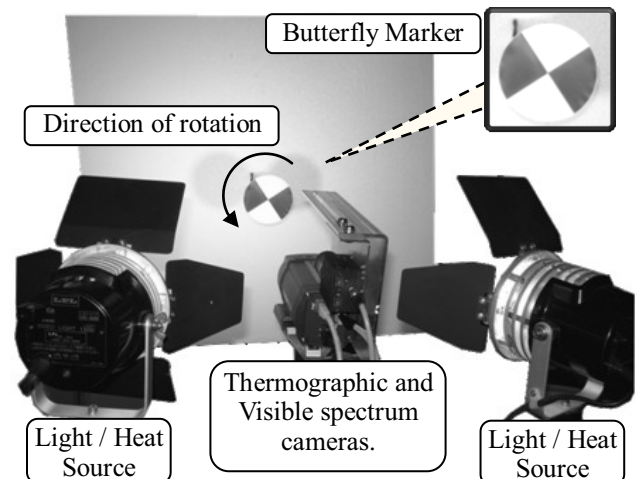 Butterfly Marker
Direction of rotation
Thermographic and
Visible spectrum
cameras.
Light / Heat
Source
Light / Heat
Source